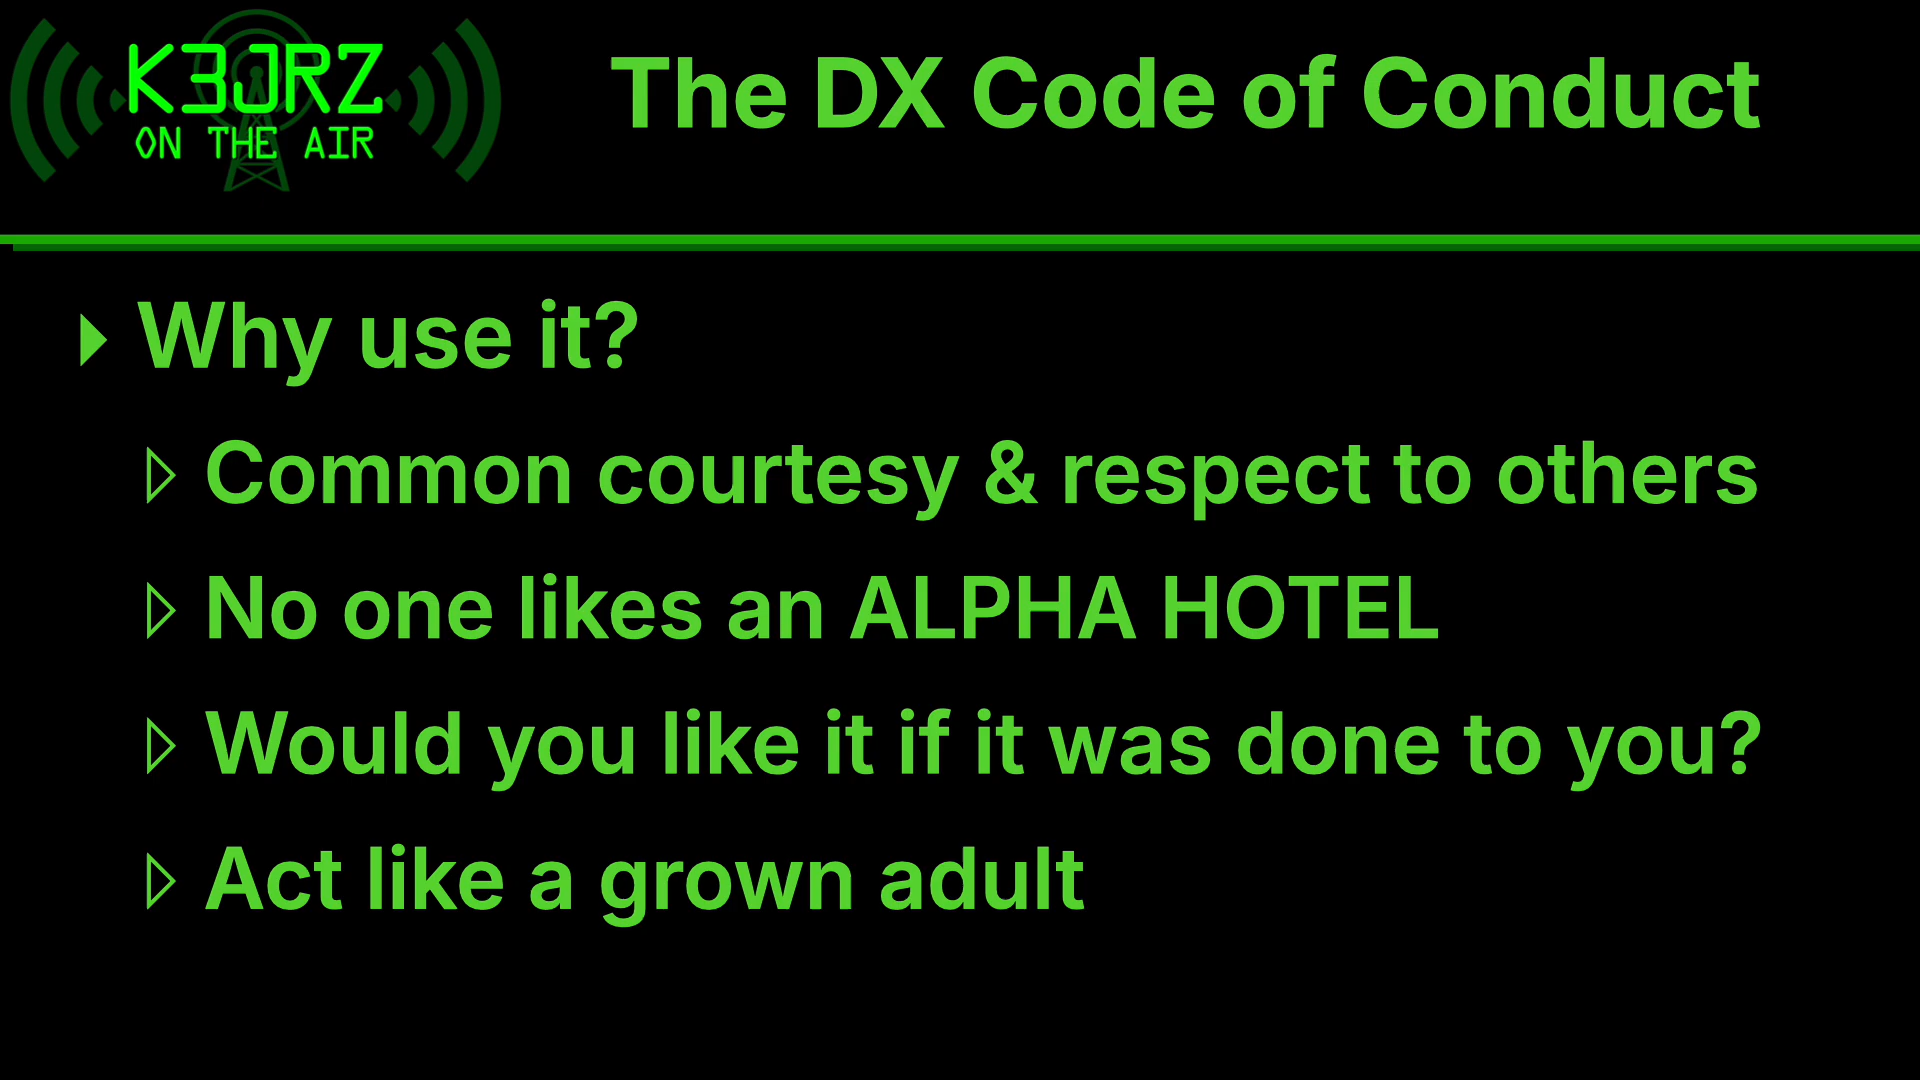 K3JRZ
ON THE AIR
The DX Code of Conduct
Why use it?
Common courtesy & respect to others
No one likes an ALPHA HOTEL
Would you like it if it was done to you?
Act like a grown adult